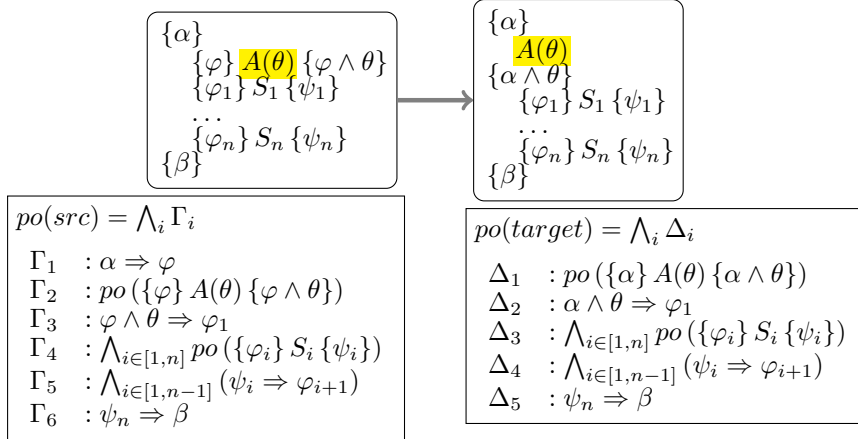 {α}
{φ} A(θ) {φ ∧ θ}
{φ₁} S₁ {ψ₁}
...
{φₙ} Sₙ {ψₙ}
{β}
{α}
A(θ)
{α ∧ θ}
{φ₁} S₁ {ψ₁}
...
{φₙ} Sₙ {ψₙ}
{β}
po(src) = ⋀ᵢ Γᵢ
Γ₁ : α ⇒ φ
Γ₂ : po ({φ} A(θ) {φ ∧ θ})
Γ₃ : φ ∧ θ ⇒ φ₁
Γ₄ : ⋀_{i∈[1,n]} po ({φᵢ} Sᵢ {ψᵢ})
Γ₅ : ⋀_{i∈[1,n−1]} (ψᵢ ⇒ φᵢ₊₁)
Γ₆ : ψₙ ⇒ β
po(target) = ⋀ᵢ Δᵢ
Δ₁ : po ({α} A(θ) {α ∧ θ})
Δ₂ : α ∧ θ ⇒ φ₁
Δ₃ : ⋀_{i∈[1,n]} po ({φᵢ} Sᵢ {ψᵢ})
Δ₄ : ⋀_{i∈[1,n−1]} (ψᵢ ⇒ φᵢ₊₁)
Δ₅ : ψₙ ⇒ β